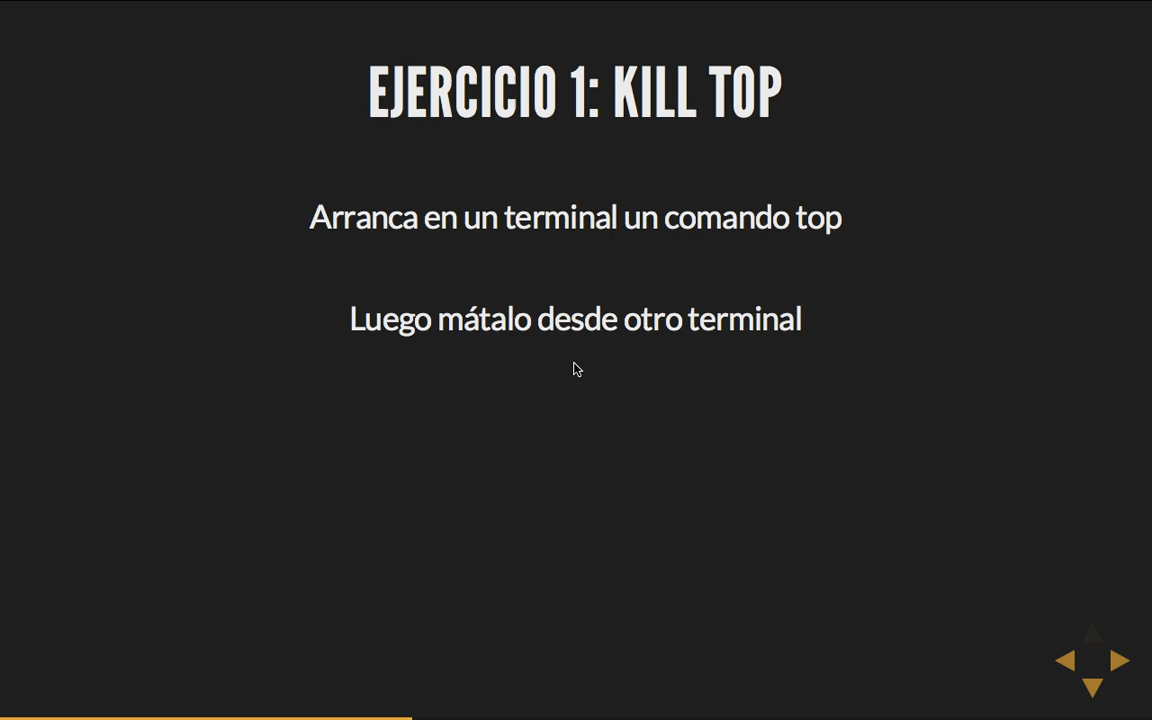 EJERCICIO 1: KILL TOP
Arranca en un terminal un comando top
Luego mátalo desde otro terminal